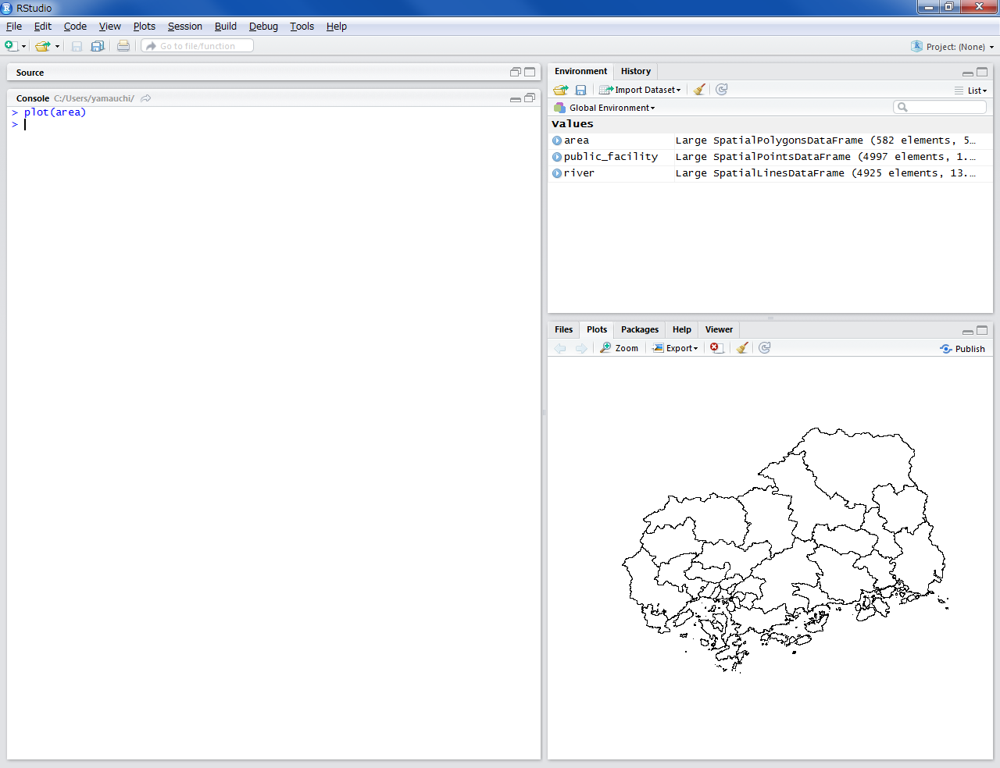 RStudio
File Edit Code View Plots Session Build Debug Tools Help
Go to file/function
Project: (None)
Source
Console C:/Users/yamauchi/
> plot(area)
>
Environment History
Import Dataset
List
Global Environment
Values
area Large SpatialPolygonsDataFrame (582 elements, 5…
public_facility Large SpatialPointsDataFrame (4997 elements, 1.…
river Large SpatialLinesDataFrame (4925 elements, 13.…
Files Plots Packages Help Viewer
Zoom Export Publish